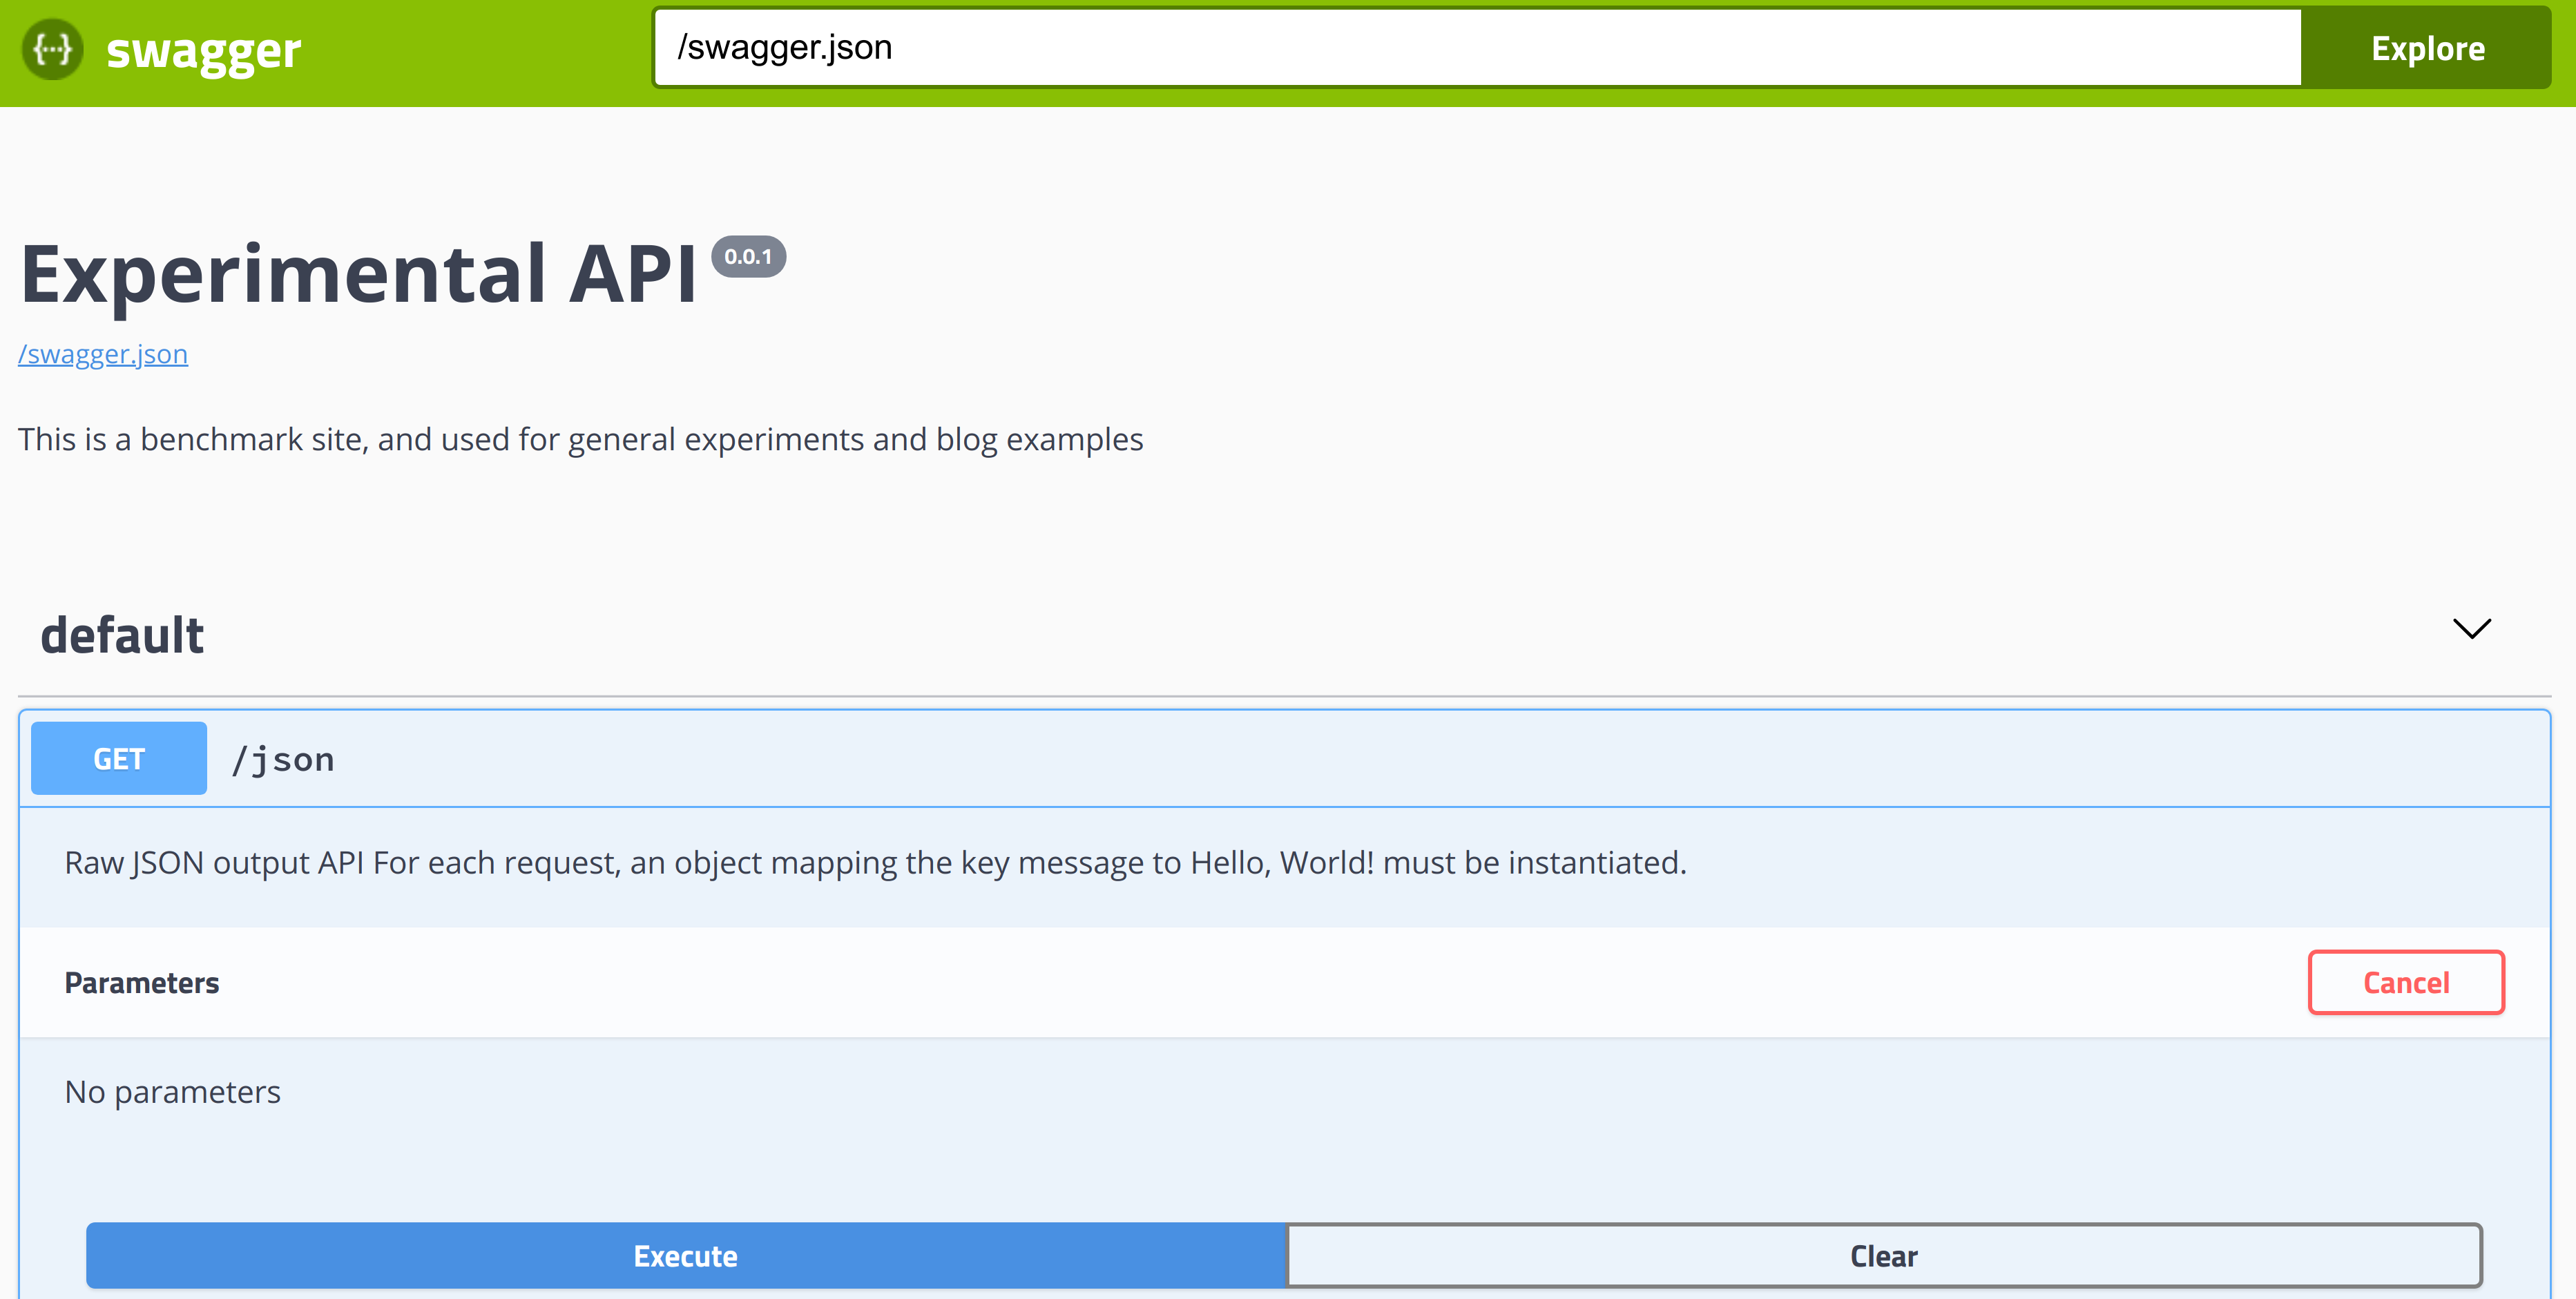 {···} swagger
/swagger.json
Explore
Experimental API 0.0.1
/swagger.json
This is a benchmark site, and used for general experiments and blog examples
default
GET /json
Raw JSON output API For each request, an object mapping the key message to Hello, World! must be instantiated.
Parameters
Cancel
No parameters
Execute
Clear